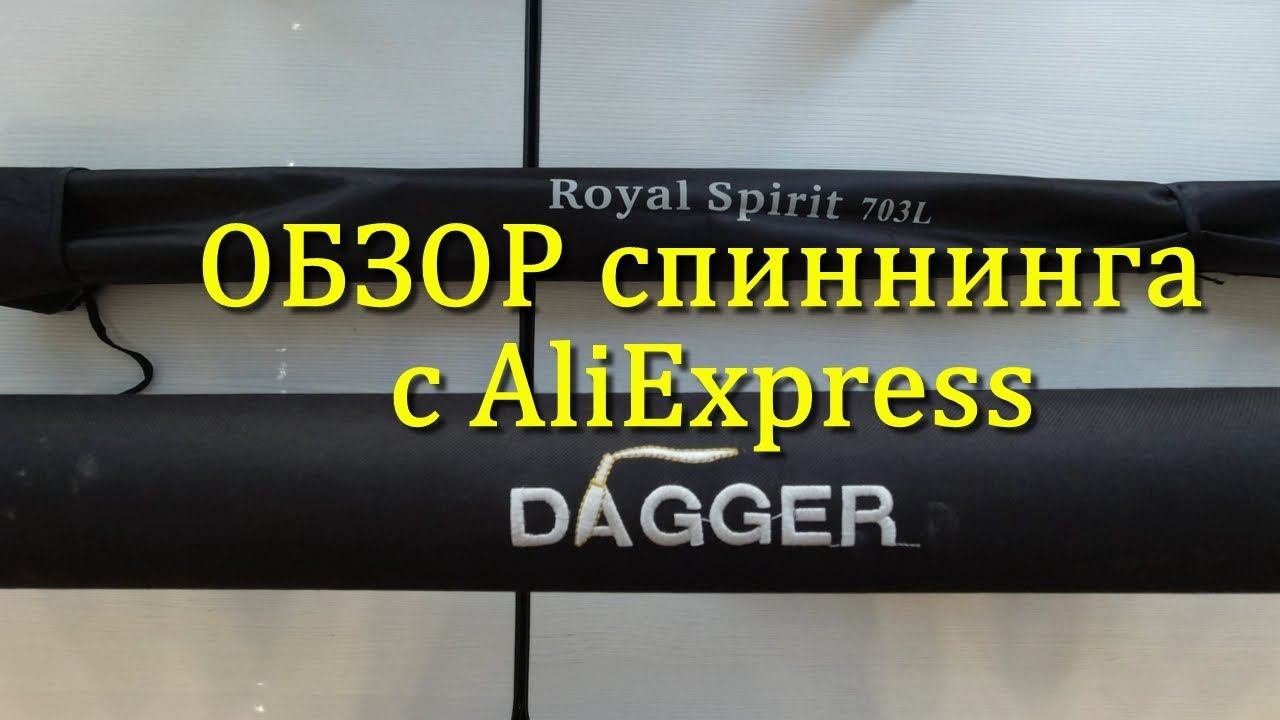 Royal Spirit 703L
ОБЗОР спиннинга
с AliExpress
DAGGER